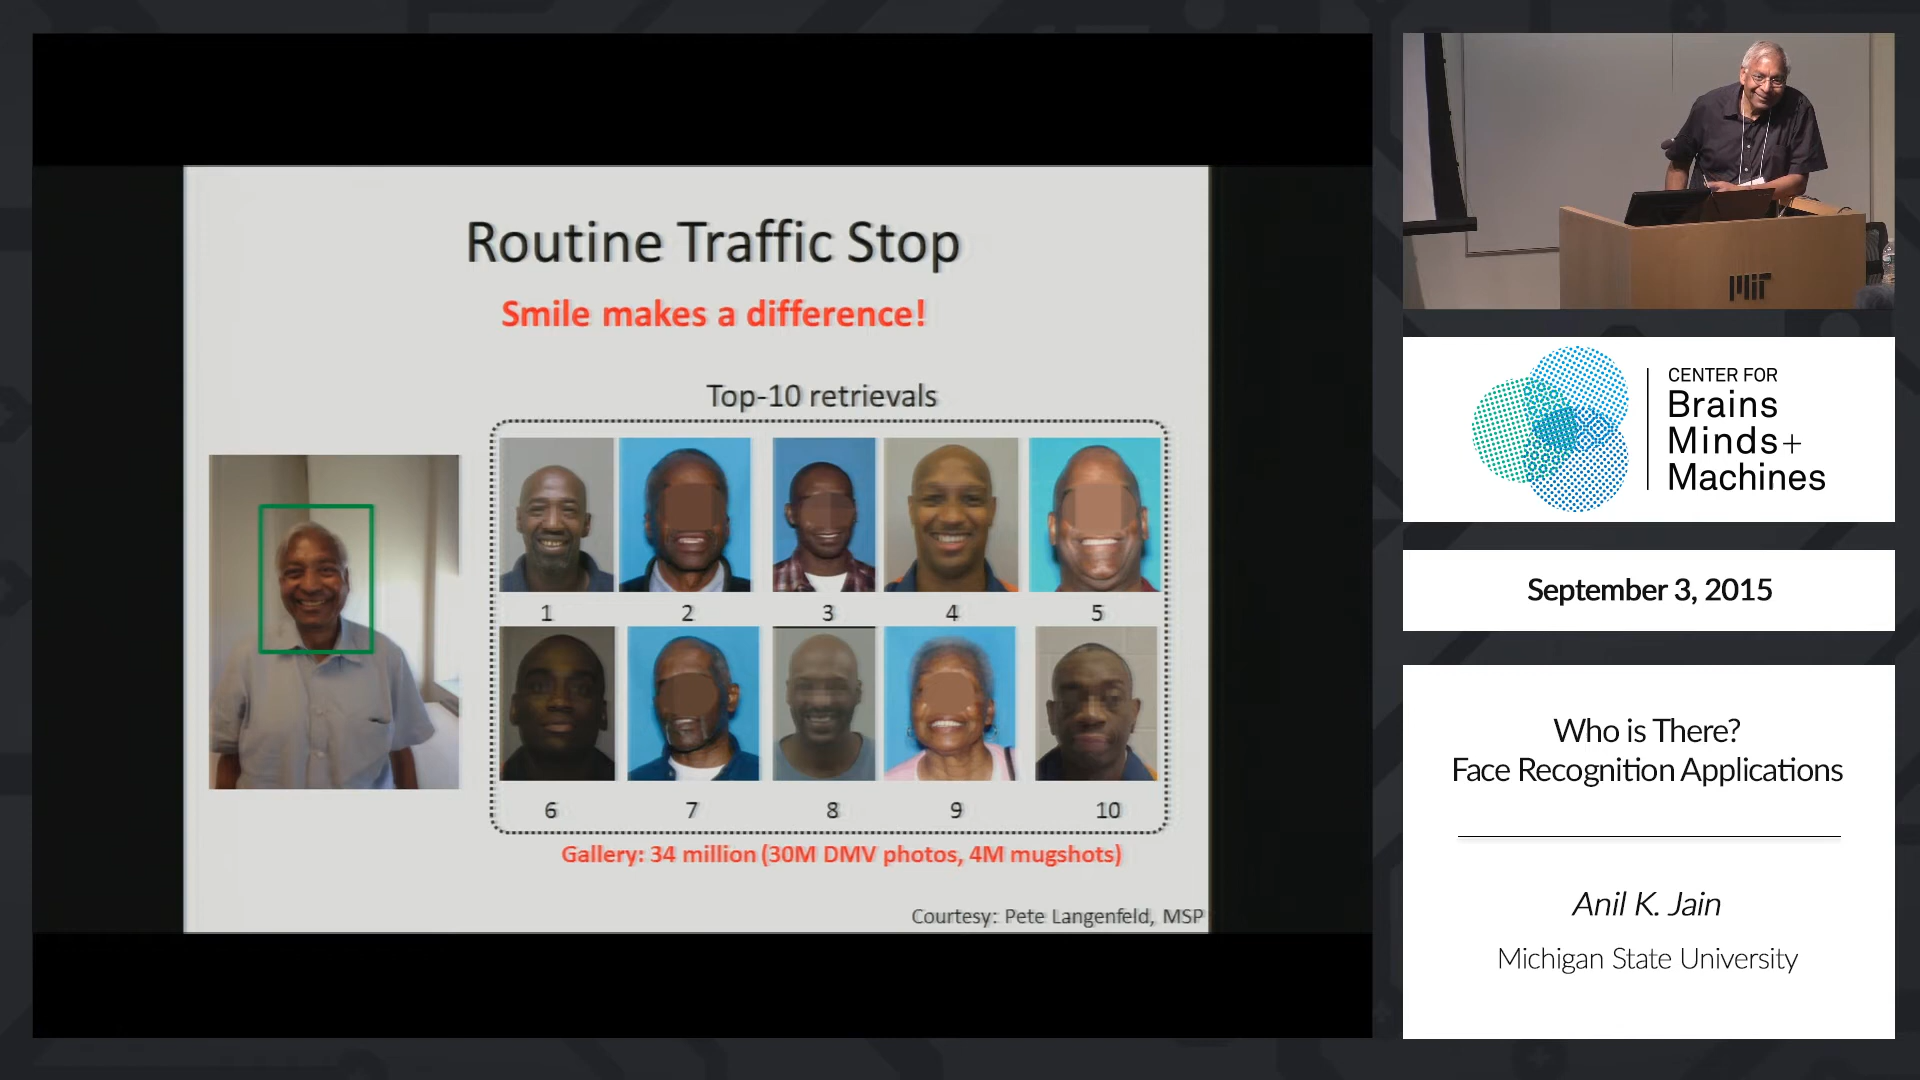 Routine Traffic Stop
Smile makes a difference!
Top-10 retrievals
1 2 3 4 5
6 7 8 9 10
Gallery: 34 million (30M DMV photos, 4M mugshots)
Courtesy: Pete Langenfeld, MSP
MIT
CENTER FOR
Brains
Minds+
Machines
September 3, 2015
Who is There?
Face Recognition Applications
Anil K. Jain
Michigan State University